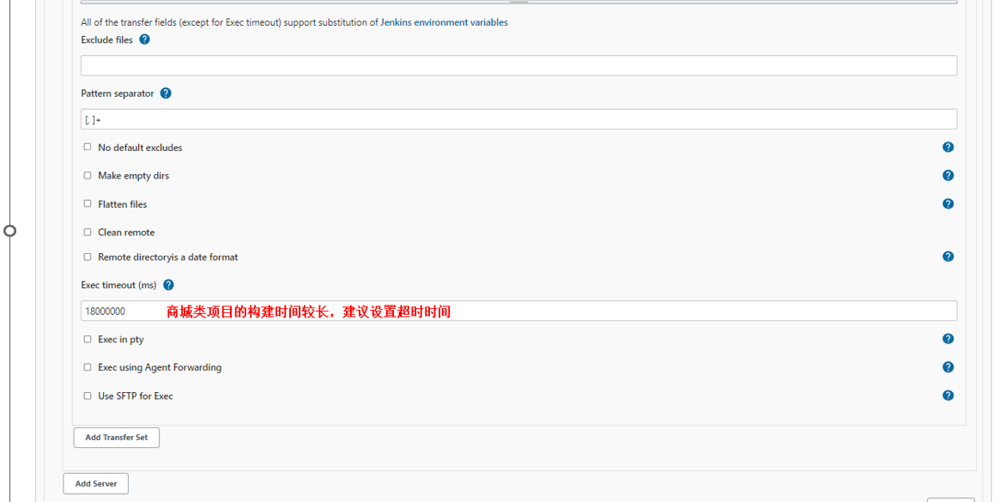 All of the transfer fields (except for Exec timeout) support substitution of Jenkins environment variables
Exclude files ?
Pattern separator ?
[, ]+
No default excludes ?
Make empty dirs ?
Flatten files ?
Clean remote
Remote directoryis a date format ?
Exec timeout (ms) ?
18000000 商城类项目的构建时间较长，建议设置超时时间
Exec in pty ?
Exec using Agent Forwarding ?
Use SFTP for Exec ?
Add Transfer Set
Add Server